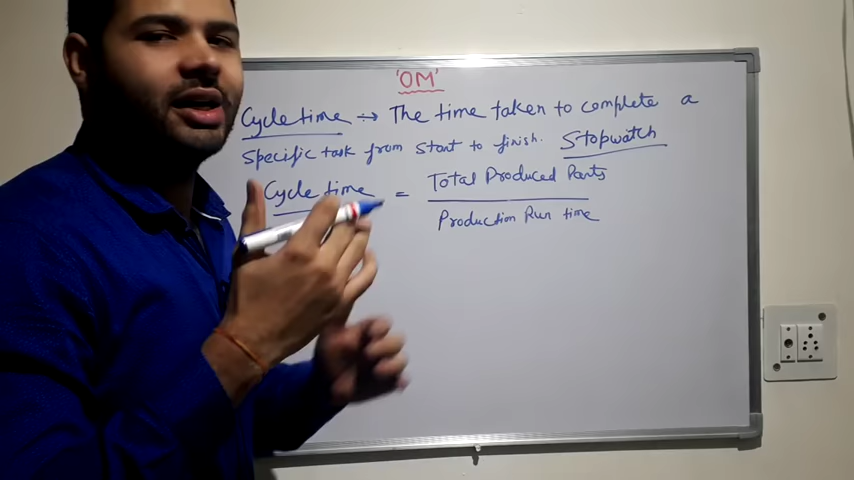 'OM'
Cycle time → The time taken to complete a
Specific task from Start to finish. Stopwatch
Cycle time = Total Produced Parts
Production Run time